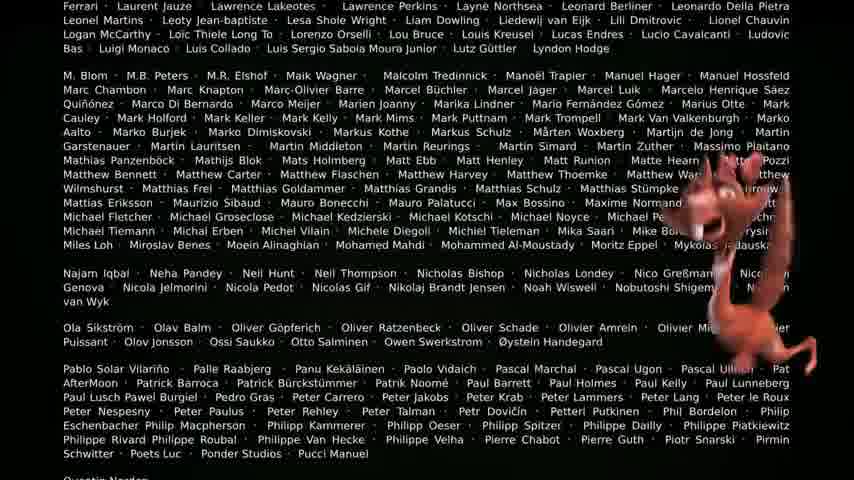 Ferrari · Laurent Jauze · Lawrence Lakeotes · Lawrence Perkins · Layne Northsea · Leonard Berliner · Leonardo Della Pietra
Leonel Martins · Leoty Jean-baptiste · Lesa Shole Wright · Liam Dowling · Liedewij van Eijk · Lili Dmitrovic · Lionel Chauvin
Logan McCarthy · Loïc Thiele Long To · Lorenzo Orselli · Lou Bruce · Louis Kreusel · Lucas Endres · Lucio Cavalcanti · Ludovic
Bas · Luigi Monaco · Luis Collado · Luis Sergio Saboia Moura Junior · Lutz Güttler · Lyndon Hodge
M. Blom · M.B. Peters · M.R. Elshof · Maik Wagner · Malcolm Tredinnick · Manoël Trapier · Manuel Hager · Manuel Hossfeld
Marc Chambon · Marc Knapton · Marc-Olivier Barre · Marcel Büchler · Marcel Jäger · Marcel Luik · Marcelo Henrique Sáez
Quiñónez · Marco Di Bernardo · Marco Meijer · Marien Joanny · Marika Lindner · Mario Fernández Gómez · Marius Otte · Mark
Cauley · Mark Holford · Mark Keller · Mark Kelly · Mark Mims · Mark Puttnam · Mark Trompell · Mark Van Valkenburgh · Marko
Aalto · Marko Burjek · Marko Dimiskovski · Markus Kothe · Markus Schulz · Mårten Woxberg · Martijn de Jong · Martin
Garstenauer · Martin Lauritsen · Martin Middleton · Martin Reurings · Martin Simard · Martin Zuther · Massimo Plaitano
Mathias Panzenböck · Mathijs Blok · Mats Holmberg · Matt Ebb · Matt Henley · Matt Runion · Matte Hearn Pozzi
Matthew Bennett · Matthew Carter · Matthew Flaschen · Matthew Harvey · Matthew Thoemke · Matthew
Wilmshurst · Matthias Frei · Matthias Goldammer · Matthias Grandis · Matthias Schulz · Matthias
Mattias Eriksson · Maurizio Sibaud · Mauro Bonecchi · Mauro Palatucci · Max Bossino · Maxime
Michael Fletcher · Michael Groseclose · Michael Kedzierski · Michael Kotschi · Michael Noyce · Michael
Michael Tiemann · Michai Erben · Michel Vilain · Michele Diegoli · Michiel Tieleman · Mika Saari · Mike
Miles Loh · Miroslav Benes · Moein Alinaghian · Mohamed Mahdi · Mohammed Al-Moustady · Moritz Eppel ·
Najam Iqbal · Neha Pandey · Neil Hunt · Neil Thompson · Nicholas Bishop · Nicholas Londey · Nico
Genova · Nicola Jelmorini · Nicola Pedot · Nicolas Gif · Nikolaj Brandt Jensen · Noah Wiswell · Nobutoshi
van Wyk
Ola Sikström · Olav Balm · Oliver Göpferich · Oliver Ratzenbeck · Oliver Schade · Olivier Amrein · Olivier
Puissant · Olov Jonsson · Ossi Saukko · Otto Salminen · Owen Swerkstrom · Øystein Handegard
Pablo Solar Vilariño · Palle Raabjerg · Panu Kekäläinen · Paolo Vidaich · Pascal Marchal · Pascal Ugon · Pascal · Pat
AfterMoon · Patrick Barroca · Patrick Bürckstümmer · Patrik Noomé · Paul Barrett · Paul Holmes · Paul Kelly · Paul Lunneberg
Paul Lusch Pawel Burgiel · Pedro Gras · Peter Carrero · Peter Jakobs · Peter Krab · Peter Lammers · Peter Lang · Peter le Roux
Peter Nespesny · Peter Paulus · Peter Rehley · Peter Talman · Petr Dovičín · Petteri Putkinen · Phil Bordelon · Philip
Eschenbacher Philip Macpherson · Philipp Kammerer · Philipp Oeser · Philipp Spitzer · Philippe Dailly · Philippe Piatkiewitz
Philippe Rivard Philippe Roubal · Philippe Van Hecke · Philippe Velha · Pierre Chabot · Pierre Guth · Piotr Snarski · Pirmin
Schwitter · Poets Luc · Ponder Studios · Pucci Manuel